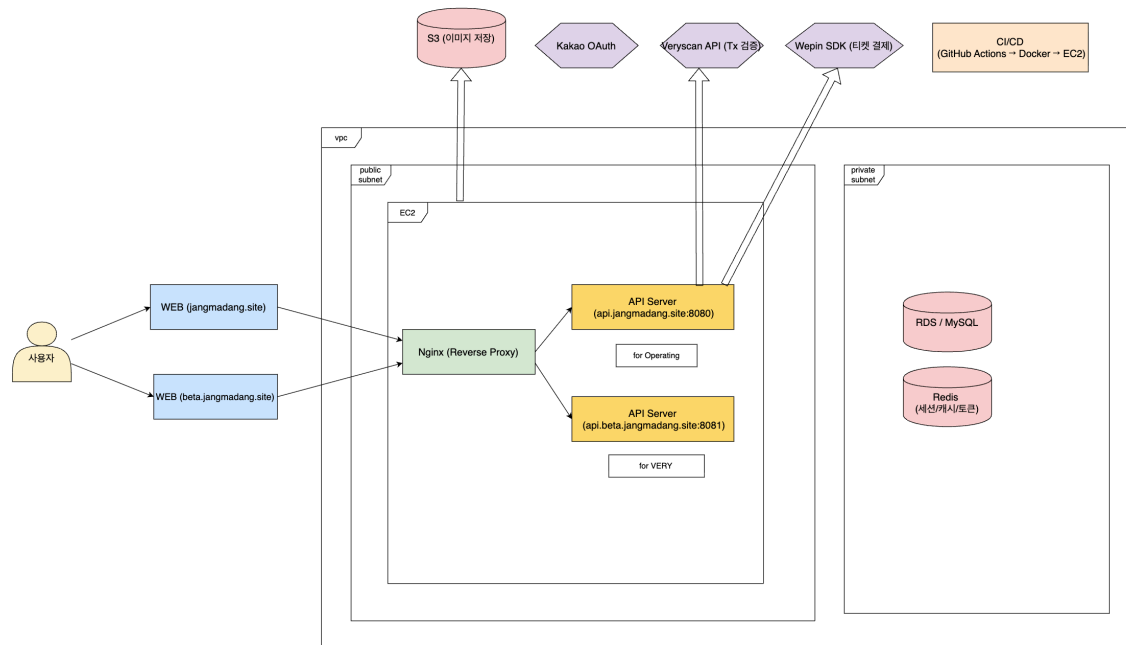 S3 (이미지 저장)
Kakao OAuth
Veryscan API (Tx 검증)
Wepin SDK (티켓 결제)
CI/CD
(GitHub Actions → Docker → EC2)
vpc
public
subnet
private
subnet
EC2
WEB (jangmadang.site)
API Server
(api.jangmadang.site:8080)
RDS / MySQL
사용자
Nginx (Reverse Proxy)
for Operating
WEB (beta.jangmadang.site)
API Server
(api.beta.jangmadang.site:8081)
Redis
(세션/캐시/토큰)
for VERY